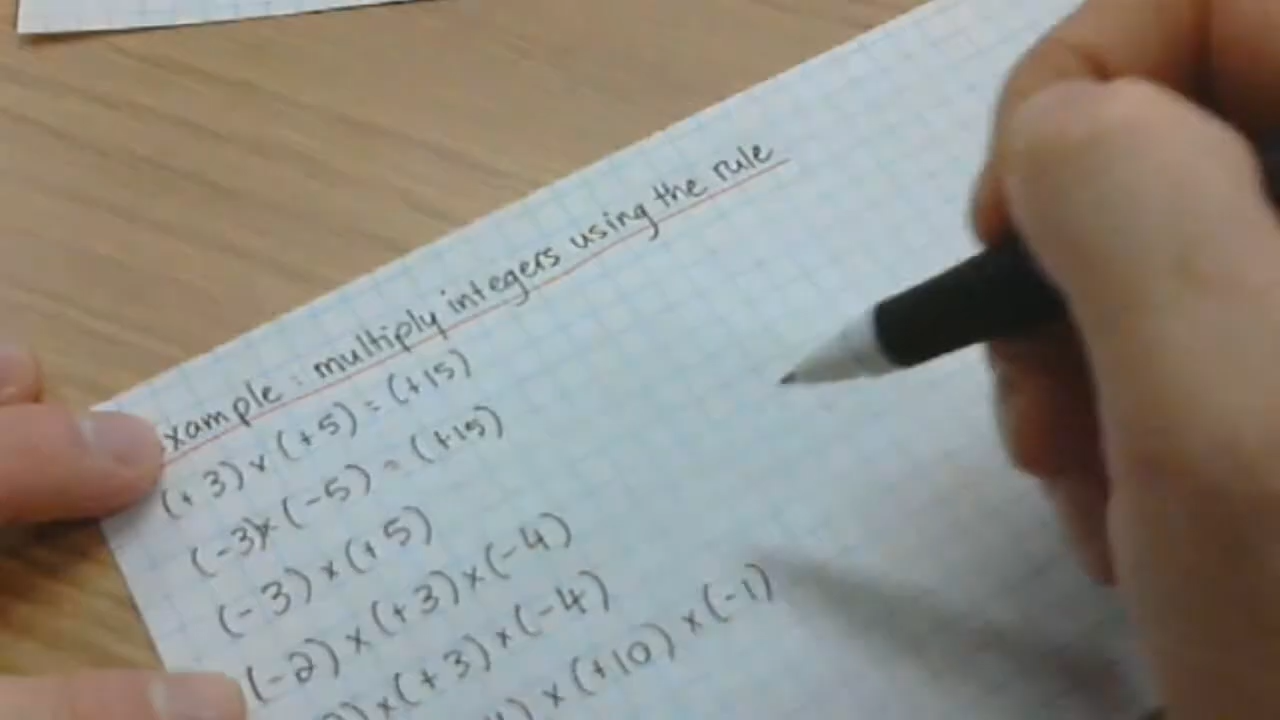 xample: multiply integers using the rule
(+3)×(+5) = (+15)
(-3)×(-5) = (+15)
(-3)×(+5)
(-2)×(+3)×(-4)
)×(+3)×(-4)
)×(+10)×(-1)